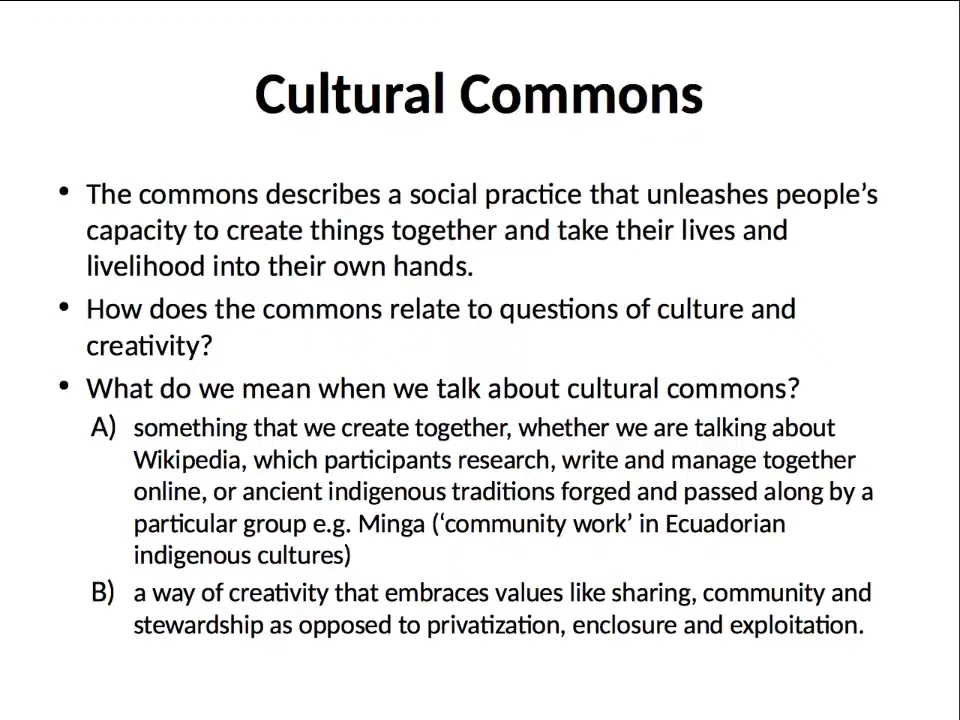 Cultural Commons
• The commons describes a social practice that unleashes people’s
capacity to create things together and take their lives and
livelihood into their own hands.
• How does the commons relate to questions of culture and
creativity?
• What do we mean when we talk about cultural commons?
A) something that we create together, whether we are talking about
Wikipedia, which participants research, write and manage together
online, or ancient indigenous traditions forged and passed along by a
particular group e.g. Minga (‘community work’ in Ecuadorian
indigenous cultures)
B) a way of creativity that embraces values like sharing, community and
stewardship as opposed to privatization, enclosure and exploitation.